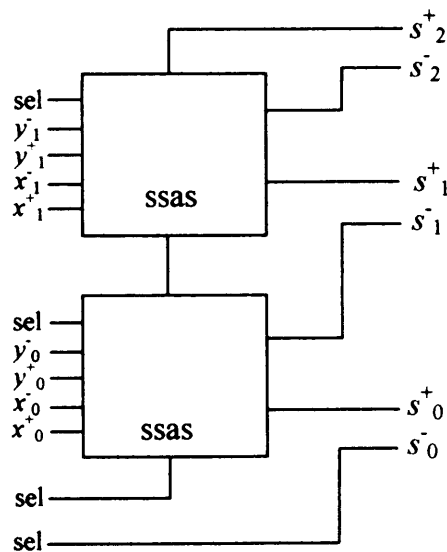 s⁺₂
s⁻₂
sel
y⁻₁
y⁺₁
x⁻₁
x⁺₁
ssas
s⁺₁
s⁻₁
sel
y⁻₀
y⁺₀
x⁻₀
x⁺₀
ssas
s⁺₀
s⁻₀
sel
sel